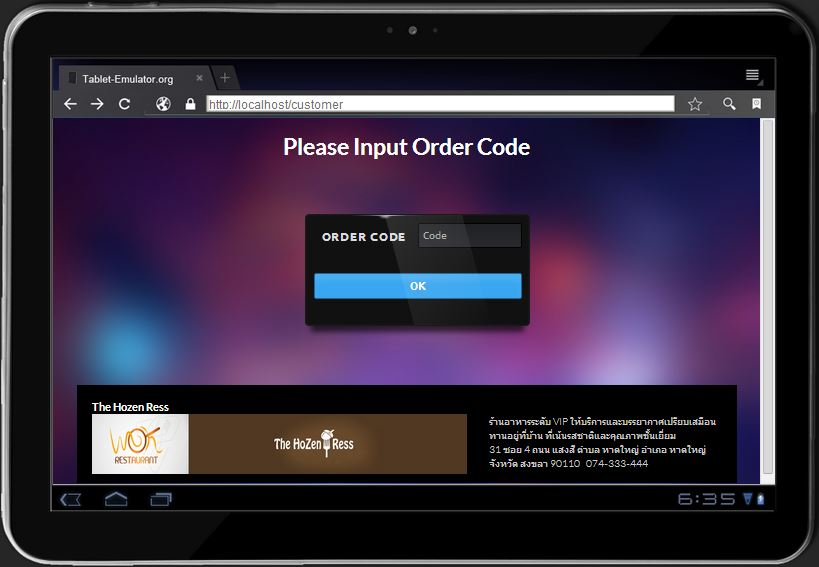 Tablet-Emulator.org
http://localhost/customer
Please Input Order Code
ORDER CODE
Code
OK
The Hozen Ress
WOK
RESTAURANT
The HoZen Ress
ร้านอาหารระดับ VIP ให้บริการและบรรยากาศเปรียบเสมือน
ทานอยู่ที่บ้าน ที่เน้นรสชาติและคุณภาพชั้นเยี่ยม
31 ซอย 4 ถนน แสงสี ตำบล หาดใหญ่ อำเภอ หาดใหญ่
จังหวัด สงขลา 90110 074-333-444
6:35